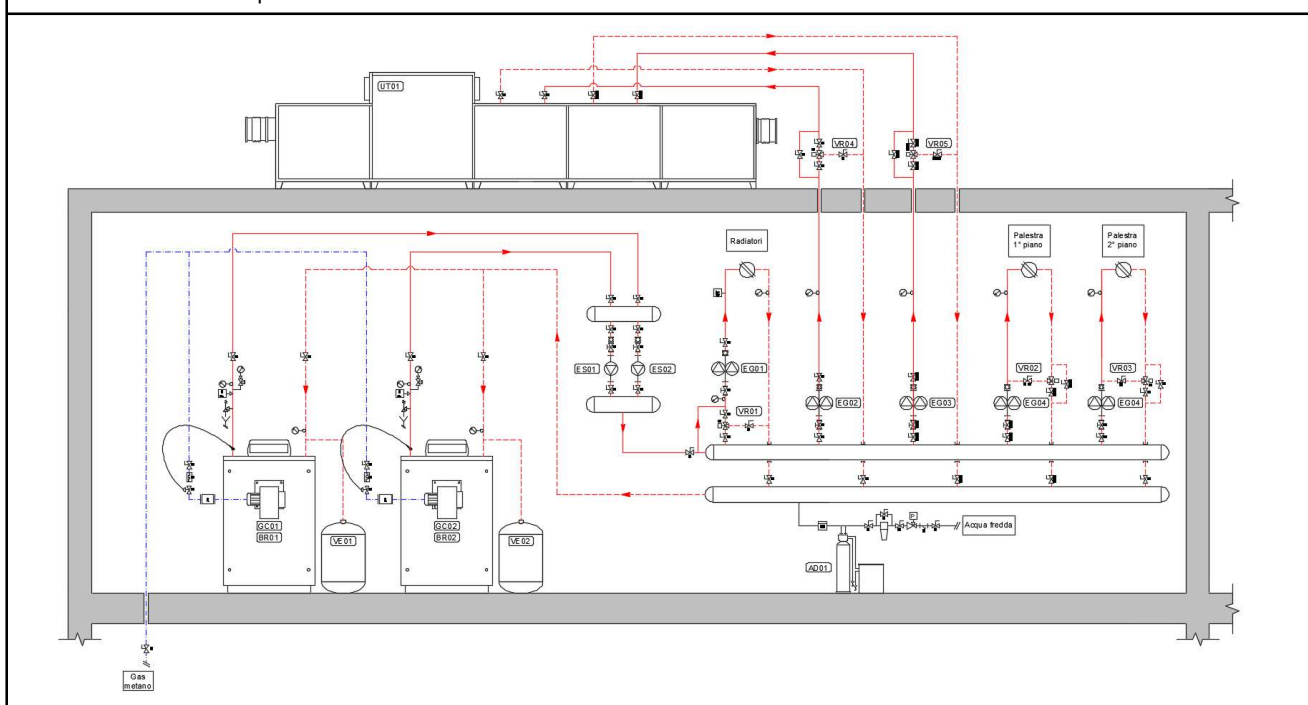 UT01
VR04
VR05
Radiatori
Palestra
1° piano
Palestra
2° piano
ES01
ES02
EG01
VR02
VR03
EG02
EG03
EG04
EG04
VR01
GC01
BR01
GC02
BR02
VE01
VE02
P
Acqua fredda
AD01
Gas
metano